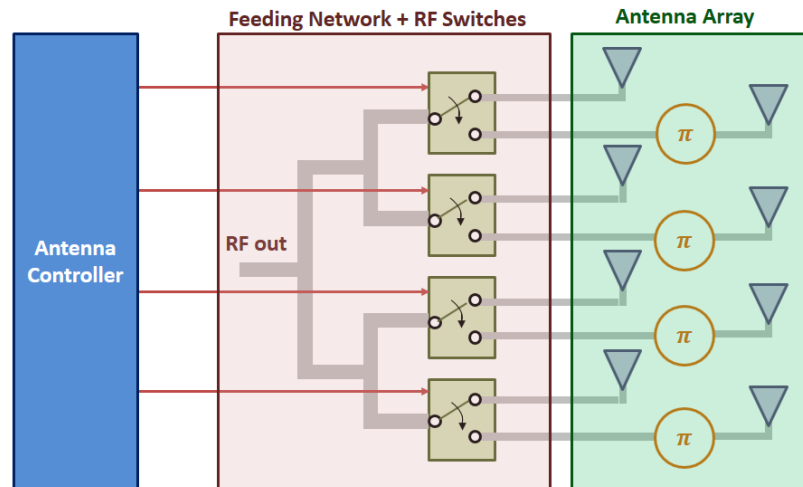 Feeding Network + RF Switches
Antenna Array
Antenna
Controller
RF out
π
π
π
π